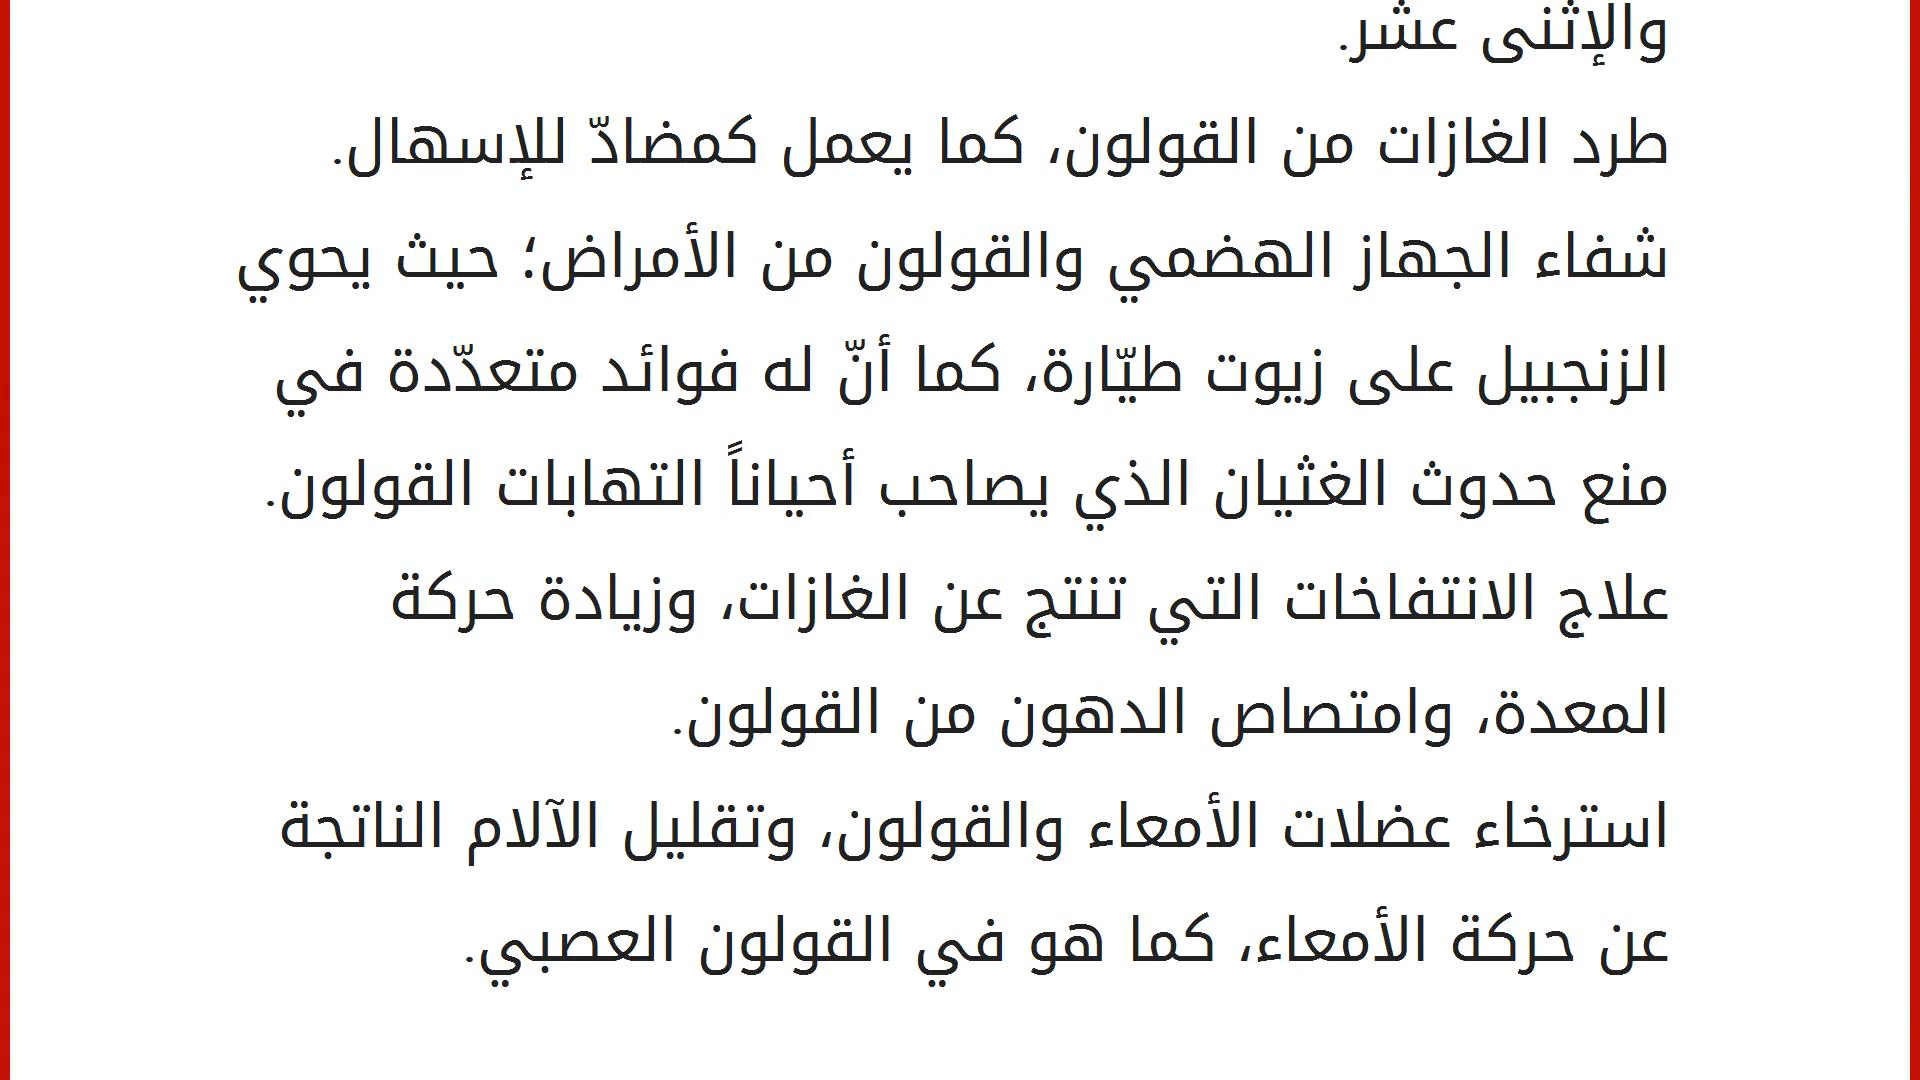 والإثنى عشر.
طرد الغازات من القولون، كما يعمل كمضادّ للإسهال.
شفاء الجهاز الهضمي والقولون من الأمراض؛ حيث يحوي
الزنجبيل على زيوت طيّارة، كما أنّ له فوائد متعدّدة في
منع حدوث الغثيان الذي يصاحب أحياناً التهابات القولون.
علاج الانتفاخات التي تنتج عن الغازات، وزيادة حركة
المعدة، وامتصاص الدهون من القولون.
استرخاء عضلات الأمعاء والقولون، وتقليل الآلام الناتجة
عن حركة الأمعاء، كما هو في القولون العصبي.